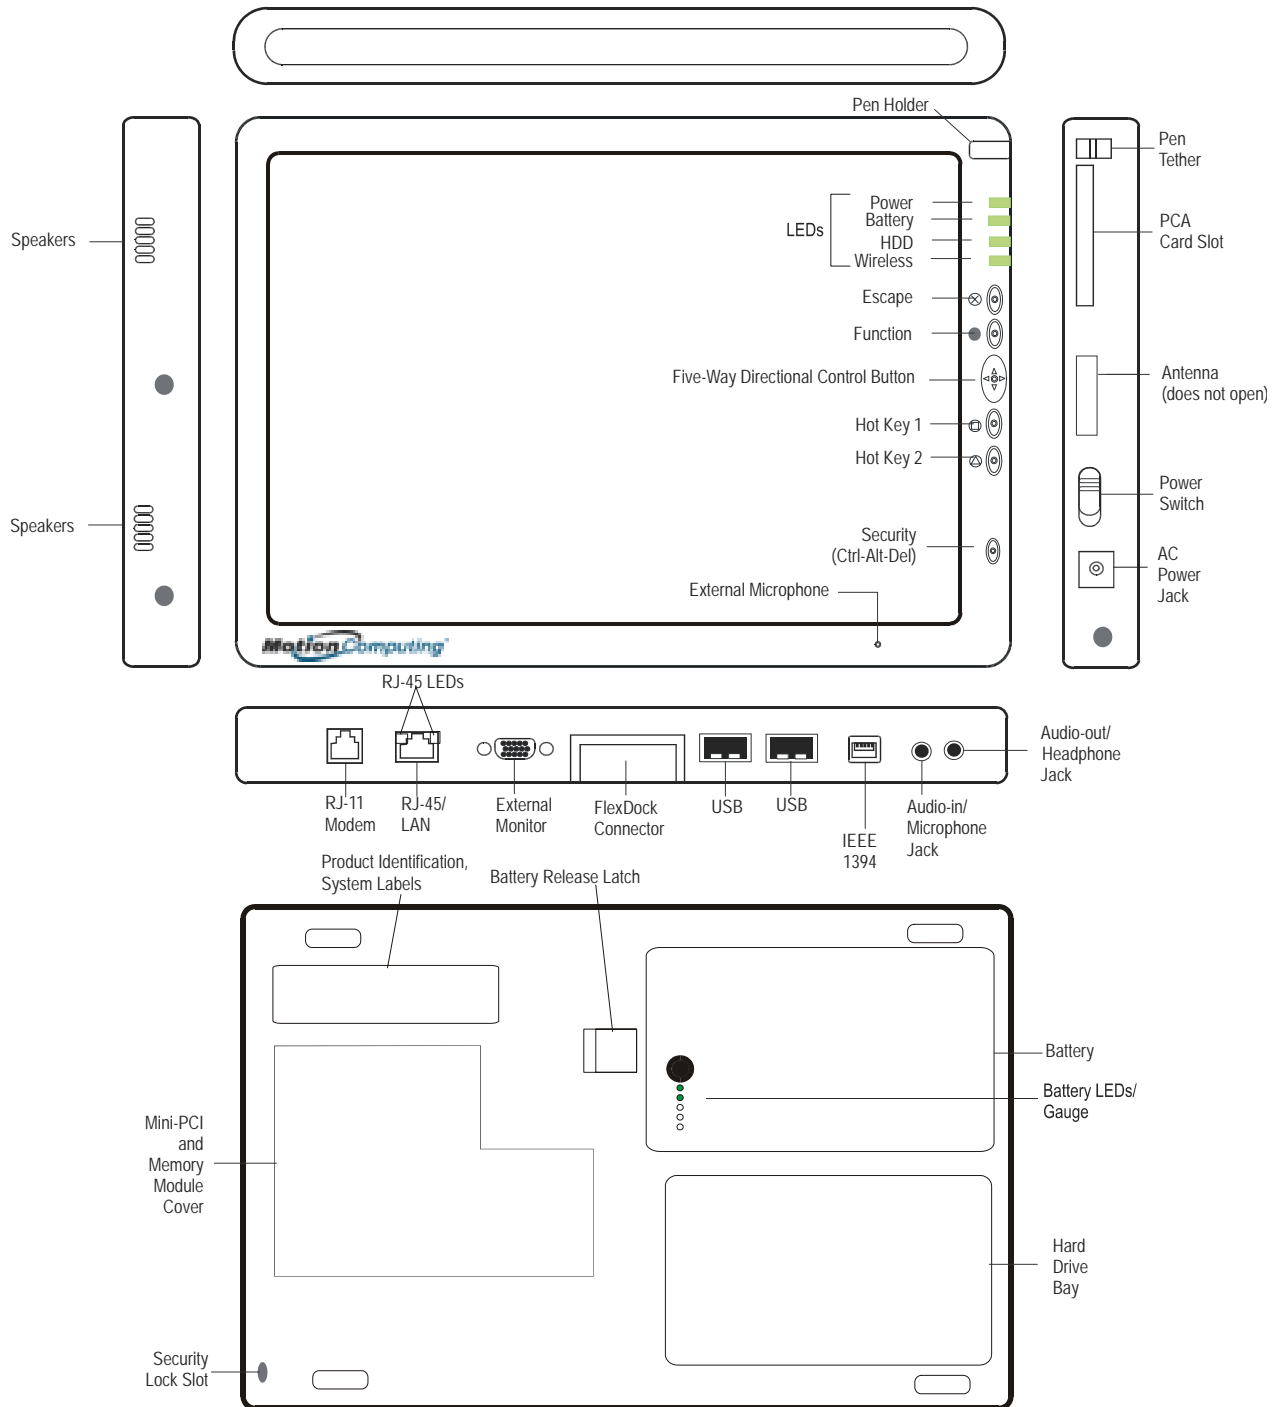 Pen Holder
Pen
Tether
PCA
Card Slot
Speakers
LEDs
Power
Battery
HDD
Wireless
Escape
Function
Five-Way Directional Control Button
Antenna
(does not open)
Hot Key 1
Hot Key 2
Power
Switch
Speakers
Security
(Ctrl-Alt-Del)
AC
Power
Jack
External Microphone
Motion Computing
RJ-45 LEDs
Audio-out/
Headphone
Jack
RJ-11
Modem
RJ-45/
LAN
External
Monitor
FlexDock
Connector
USB
USB
IEEE
1394
Audio-in/
Microphone
Jack
Product Identification,
System Labels
Battery Release Latch
Battery
Battery LEDs/
Gauge
Mini-PCI
and
Memory
Module
Cover
Hard
Drive
Bay
Security
Lock Slot